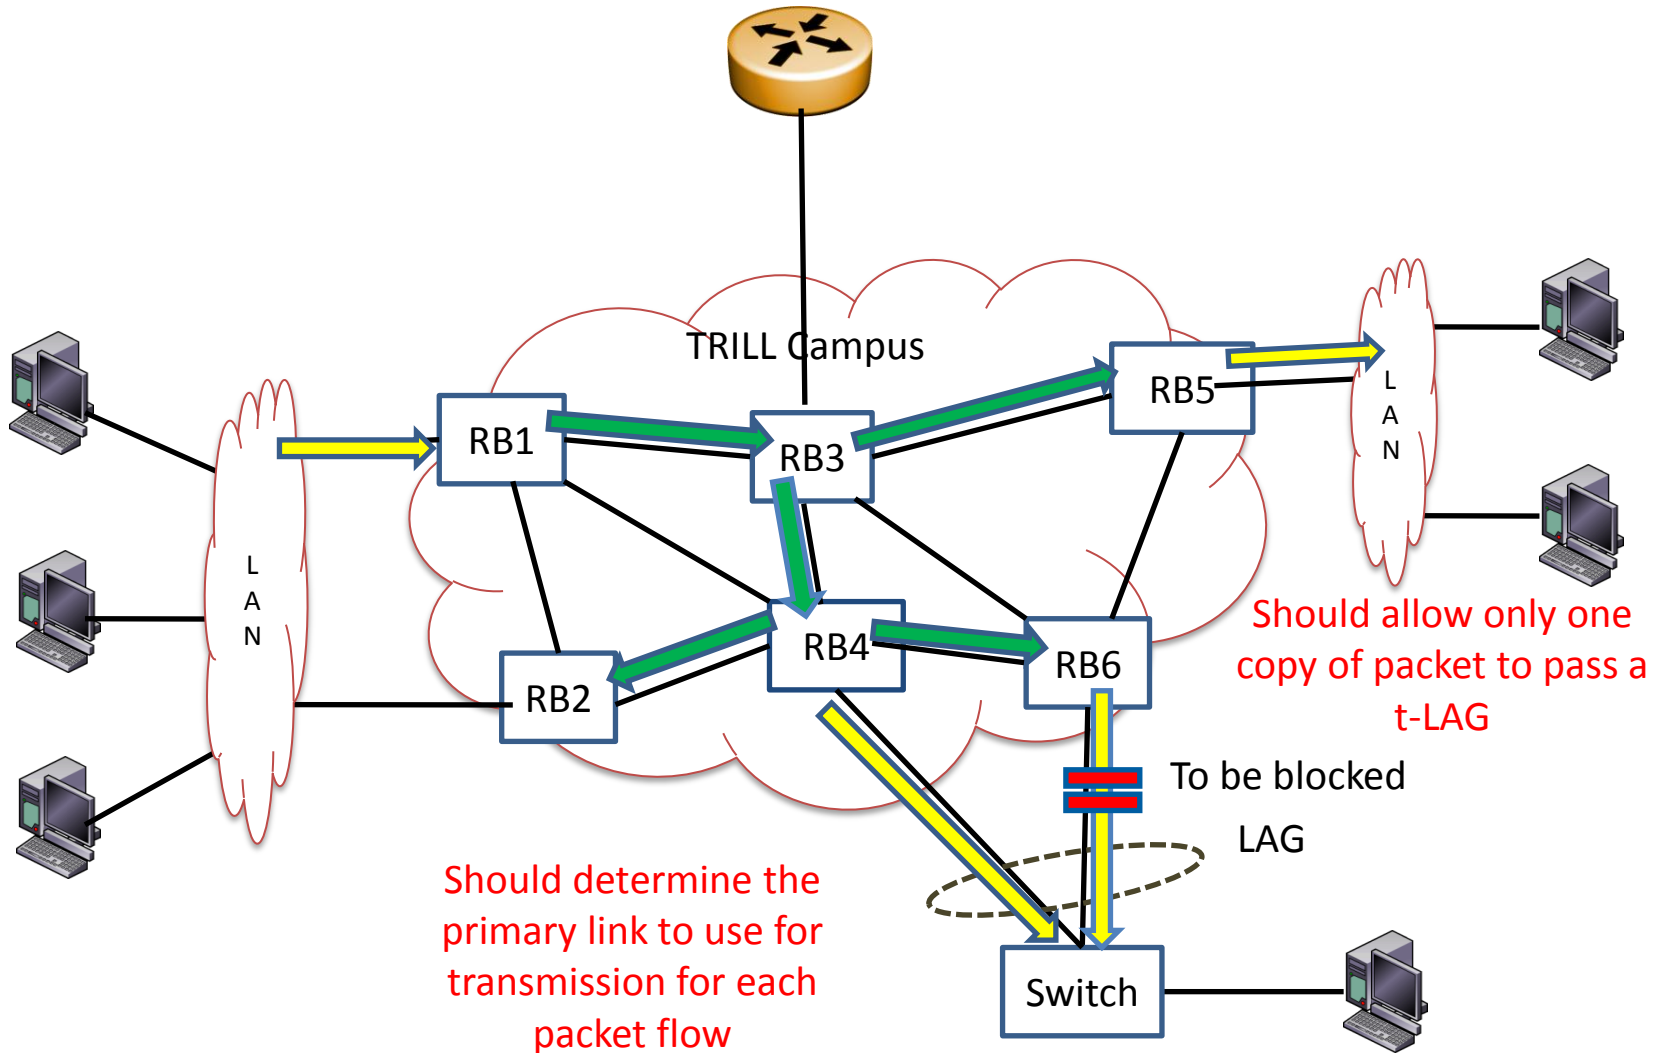 TRILL Campus
RB1
RB3
RB5
L
A
N
L
A
N
RB2
RB4
RB6
Should allow only one
copy of packet to pass a
t-LAG
To be blocked
LAG
Should determine the
primary link to use for
transmission for each
packet flow
Switch